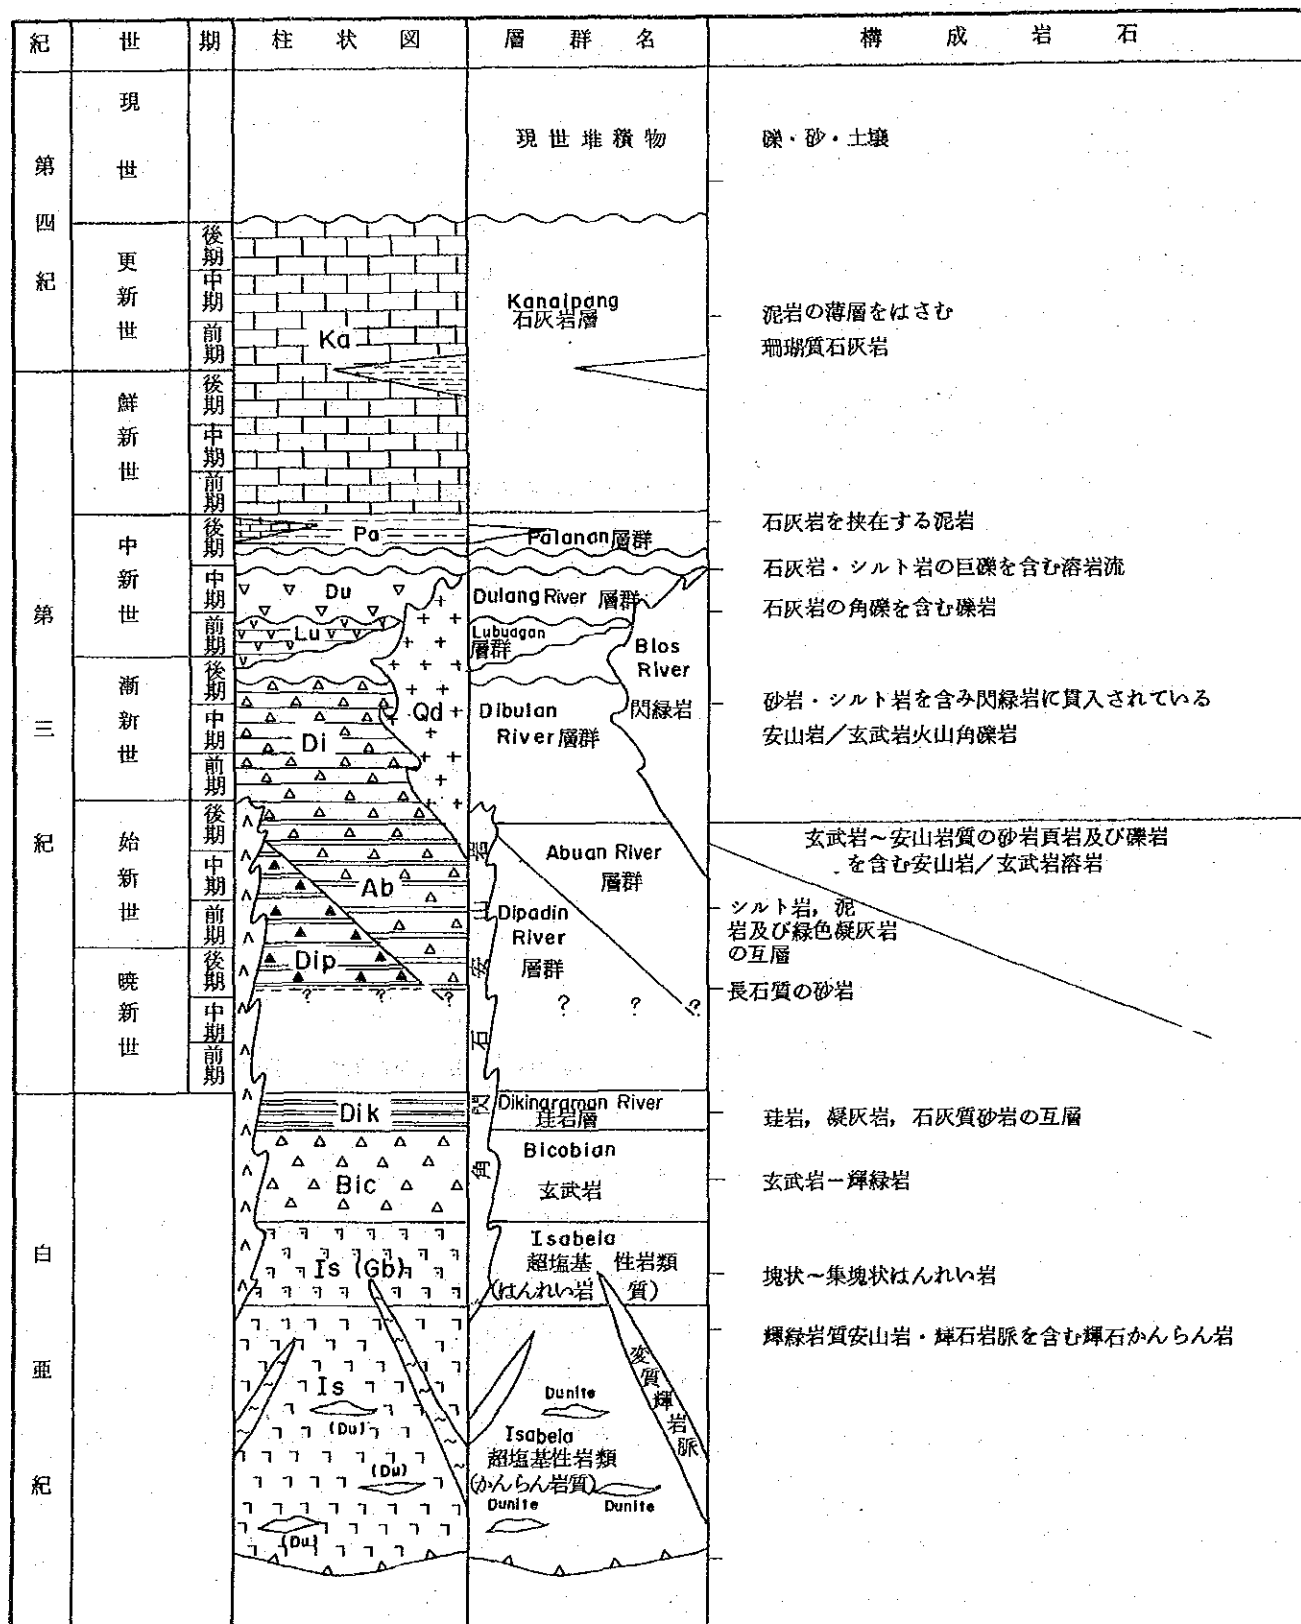 紀 世 期 柱状図 層群名 構成岩石
第四紀
現世
現世堆積物
礫・砂・土壌
更新世
後期
中期
前期
Ka
Kanaipang
石灰岩層
泥岩の薄層をはさむ
珊瑚質石灰岩
第三紀
鮮新世
後期
中期
前期
中新世
後期
中期
前期
Pa
Palanan層群
石灰岩を挟在する泥岩
石灰岩・シルト岩の巨礫を含む溶岩流
Du
Dulang River 層群
石灰岩の角礫を含む礫岩
Lu
Lubuagan
層群
Blos
River
閃緑岩
漸新世
後期
中期
前期
Qd
Di
Dibulan
River層群
砂岩・シルト岩を含み閃緑岩に貫入されている
安山岩/玄武岩火山角礫岩
始新世
後期
中期
前期
Ab
Abuan River
層群
玄武岩~安山岩質の砂岩頁岩及び礫岩
を含む安山岩/玄武岩溶岩
Dip
Dipadin
River
層群
シルト岩,泥
岩及び緑色凝灰岩
の互層
長石質の砂岩
暁新世
後期
中期
前期
? ? ?
? ? ?
角閃石安山岩
白亜紀
Dik
Dikinaraman River
珪岩層
珪岩,凝灰岩,石灰質砂岩の互層
Bic
Bicobian
玄武岩
玄武岩-輝緑岩
Is (Gb)
Isabela
超塩基性岩類
(はんれい岩質)
塊状~集塊状はんれい岩
輝緑岩質安山岩・輝石岩脈を含む輝石かんらん岩
変質輝岩脈
Is
(Du)
(Du)
(Du)
Dunite
Isabela
超塩基性岩類
(かんらん岩質)
Dunite
Dunite